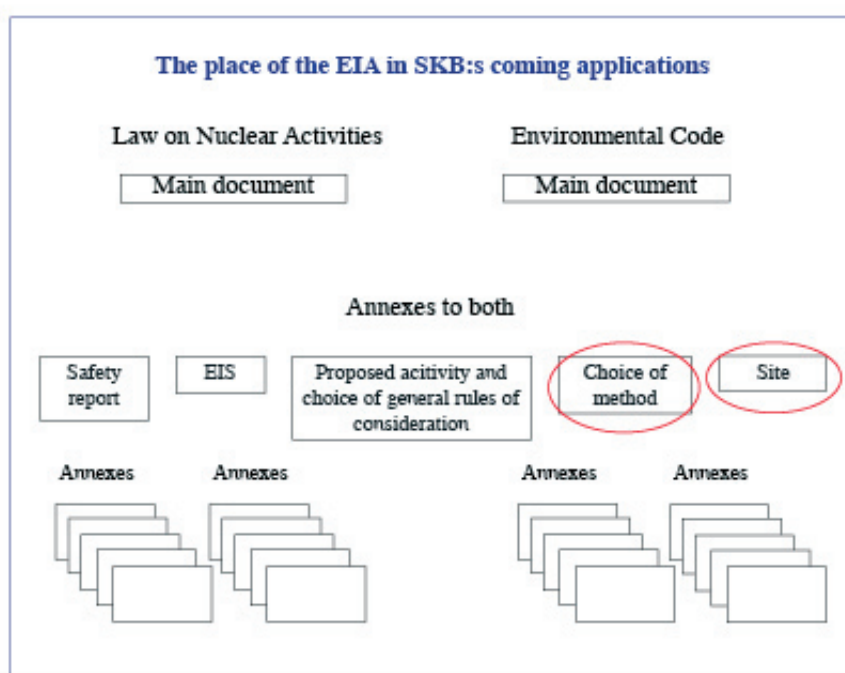 The place of the EIA in SKB:s coming applications
Law on Nuclear Activities
Environmental Code
Main document
Main document
Annexes to both
Safety
report
EIS
Proposed acitivity and
choice of general rules of
consideration
Choice of
method
Site
Annexes
Annexes
Annexes
Annexes